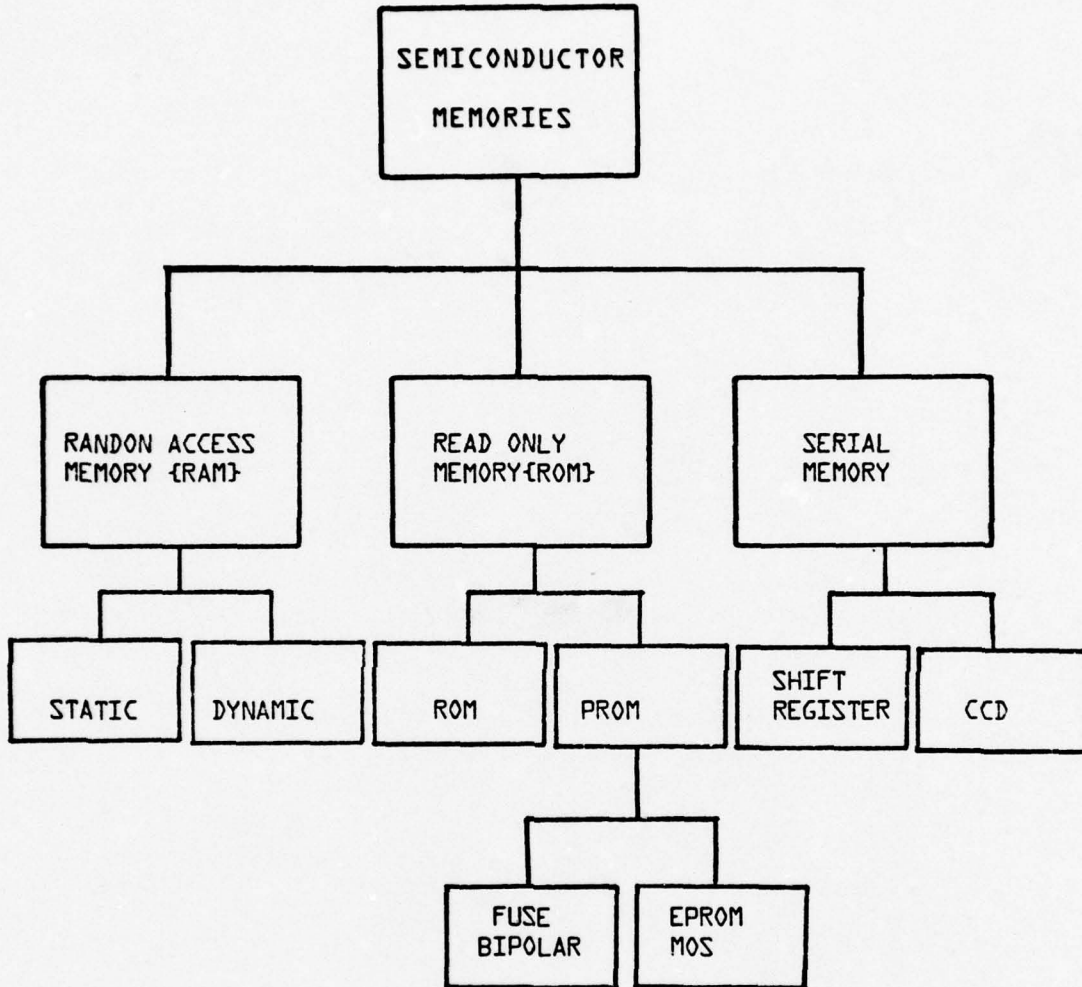 SEMICONDUCTOR
MEMORIES
RANDON ACCESS
MEMORY {RAM}
READ ONLY
MEMORY{ROM}
SERIAL
MEMORY
STATIC
DYNAMIC
ROM
PROM
SHIFT
REGISTER
CCD
FUSE
BIPOLAR
EPROM
MOS